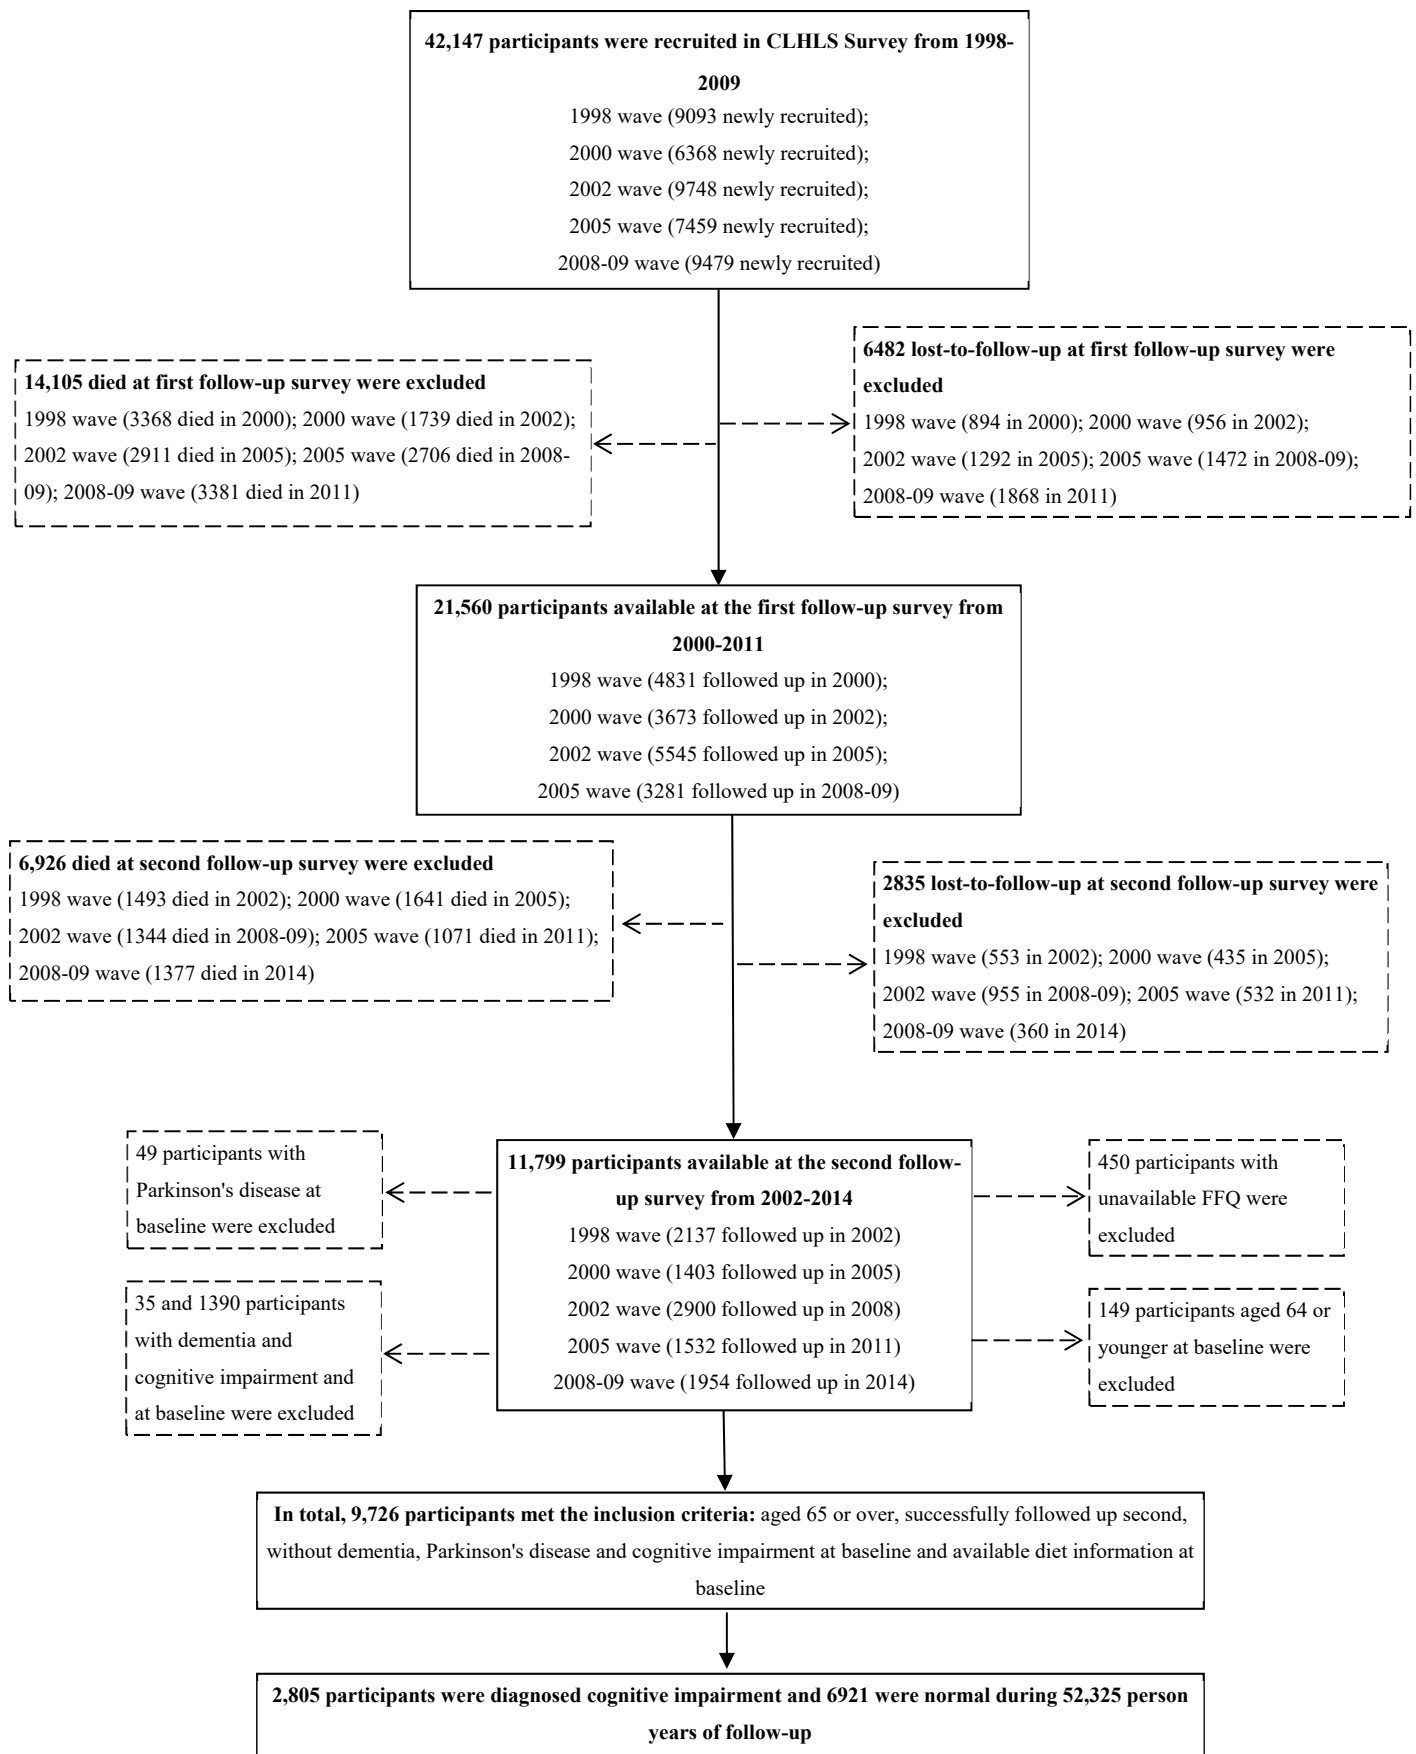 42,147 participants were recruited in CLHLS Survey from 1998-
2009
1998 wave (9093 newly recruited);
2000 wave (6368 newly recruited);
2002 wave (9748 newly recruited);
2005 wave (7459 newly recruited);
2008-09 wave (9479 newly recruited)
14,105 died at first follow-up survey were excluded
1998 wave (3368 died in 2000); 2000 wave (1739 died in 2002);
2002 wave (2911 died in 2005); 2005 wave (2706 died in 2008-
09); 2008-09 wave (3381 died in 2011)
6482 lost-to-follow-up at first follow-up survey were
excluded
1998 wave (894 in 2000); 2000 wave (956 in 2002);
2002 wave (1292 in 2005); 2005 wave (1472 in 2008-09);
2008-09 wave (1868 in 2011)
21,560 participants available at the first follow-up survey from
2000-2011
1998 wave (4831 followed up in 2000);
2000 wave (3673 followed up in 2002);
2002 wave (5545 followed up in 2005);
2005 wave (3281 followed up in 2008-09)
6,926 died at second follow-up survey were excluded
1998 wave (1493 died in 2002); 2000 wave (1641 died in 2005);
2002 wave (1344 died in 2008-09); 2005 wave (1071 died in 2011);
2008-09 wave (1377 died in 2014)
2835 lost-to-follow-up at second follow-up survey were
excluded
1998 wave (553 in 2002); 2000 wave (435 in 2005);
2002 wave (955 in 2008-09); 2005 wave (532 in 2011);
2008-09 wave (360 in 2014)
49 participants with
Parkinson's disease at
baseline were excluded
35 and 1390 participants
with dementia and
cognitive impairment and
at baseline were excluded
11,799 participants available at the second follow-
up survey from 2002-2014
1998 wave (2137 followed up in 2002)
2000 wave (1403 followed up in 2005)
2002 wave (2900 followed up in 2008)
2005 wave (1532 followed up in 2011)
2008-09 wave (1954 followed up in 2014)
450 participants with
unavailable FFQ were
excluded
149 participants aged 64 or
younger at baseline were
excluded
In total, 9,726 participants met the inclusion criteria: aged 65 or over, successfully followed up second,
without dementia, Parkinson's disease and cognitive impairment at baseline and available diet information at
baseline
2,805 participants were diagnosed cognitive impairment and 6921 were normal during 52,325 person
years of follow-up